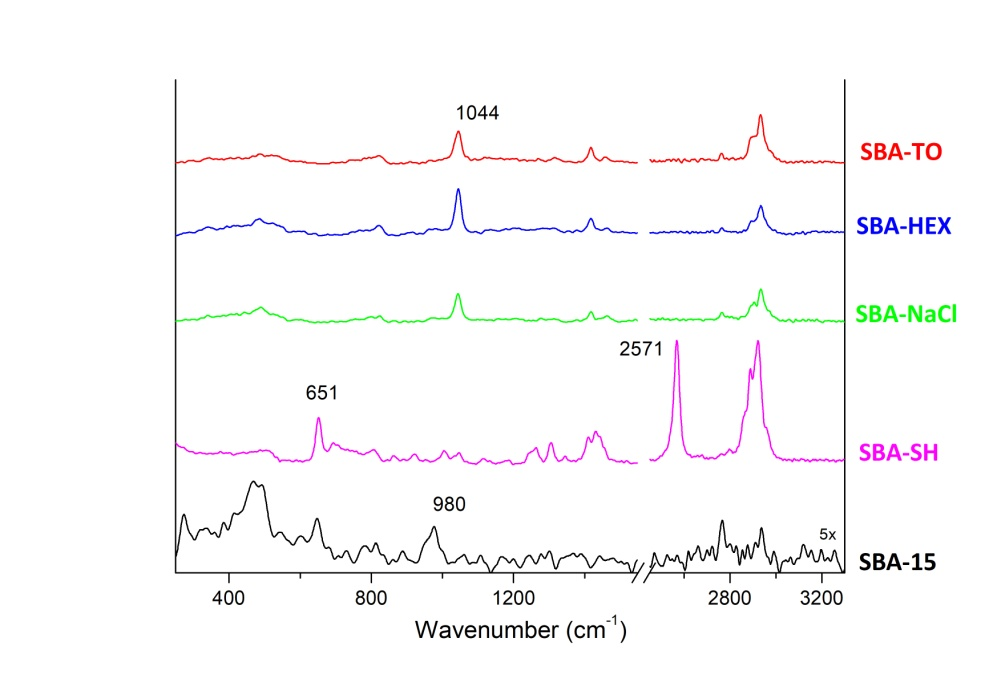 1044
SBA-TO
SBA-HEX
SBA-NaCl
2571
651
SBA-SH
980
5x
SBA-15
400 800 1200 2800 3200
Wavenumber (cm⁻¹)